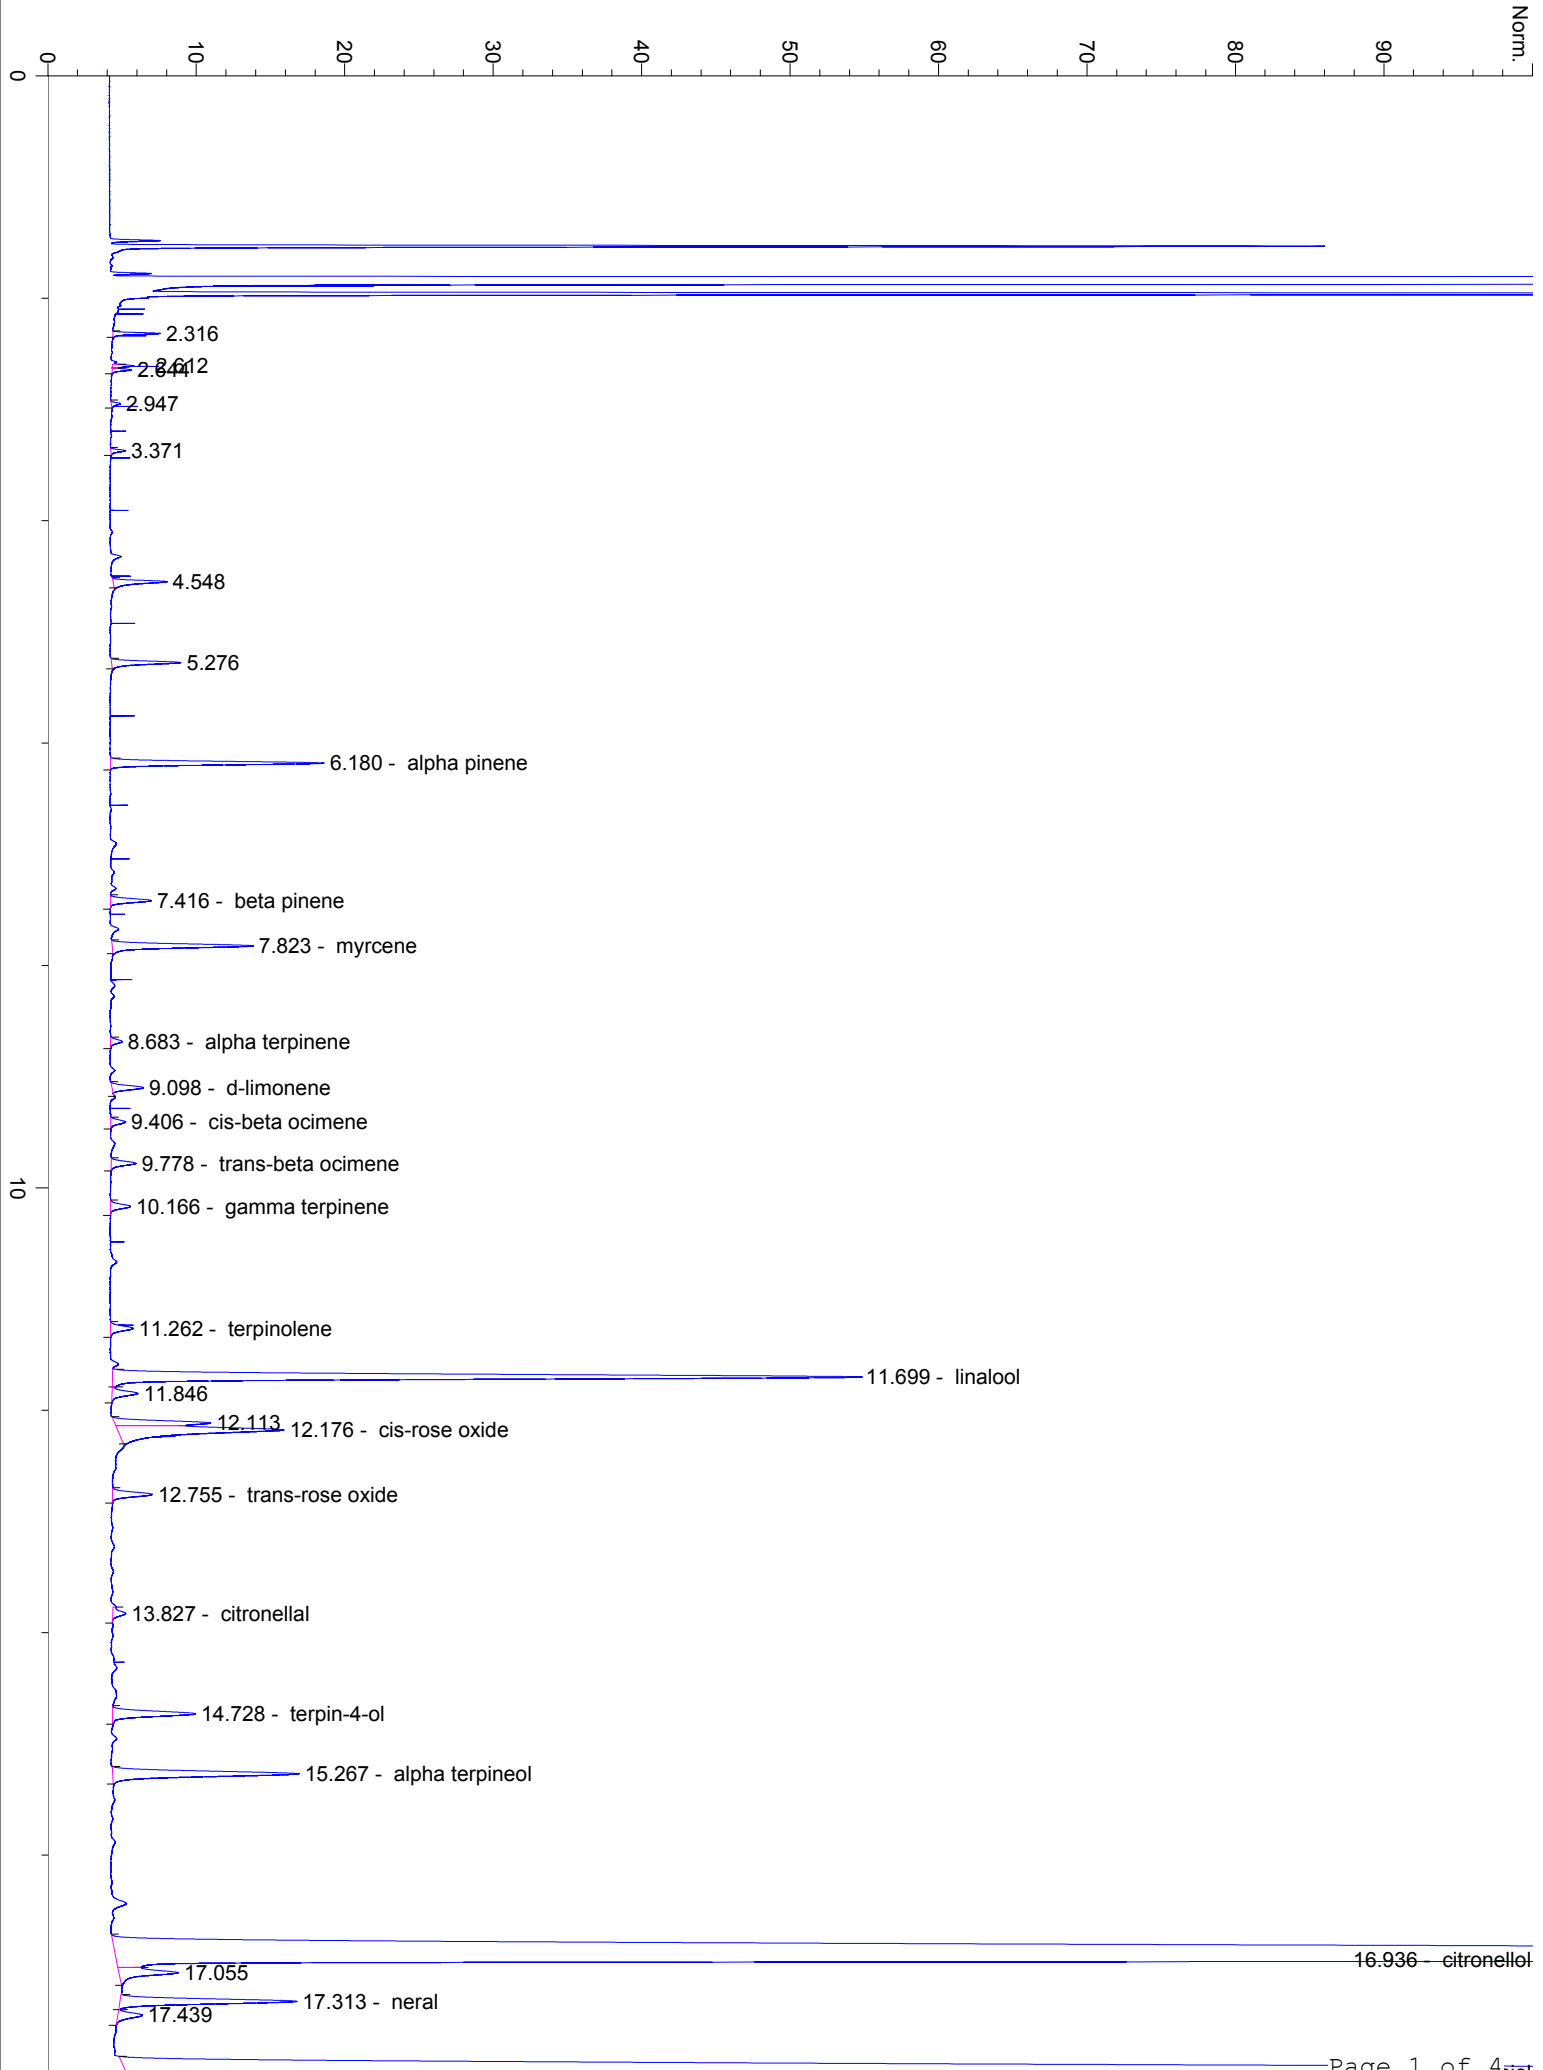 Norm.
0
10
20
30
40
50
60
70
80
90
0
2.316
2.612
2.644
2.947
3.371
4.548
5.276
6.180 - alpha pinene
7.416 - beta pinene
7.823 - myrcene
8.683 - alpha terpinene
9.098 - d-limonene
9.406 - cis-beta ocimene
9.778 - trans-beta ocimene
10
10.166 - gamma terpinene
11.262 - terpinolene
11.699 - linalool
11.846
12.113
12.176 - cis-rose oxide
12.755 - trans-rose oxide
13.827 - citronellal
14.728 - terpin-4-ol
15.267 - alpha terpineol
16.936 - citronellol
17.055
17.313 - neral
17.439
Page 1 of 4